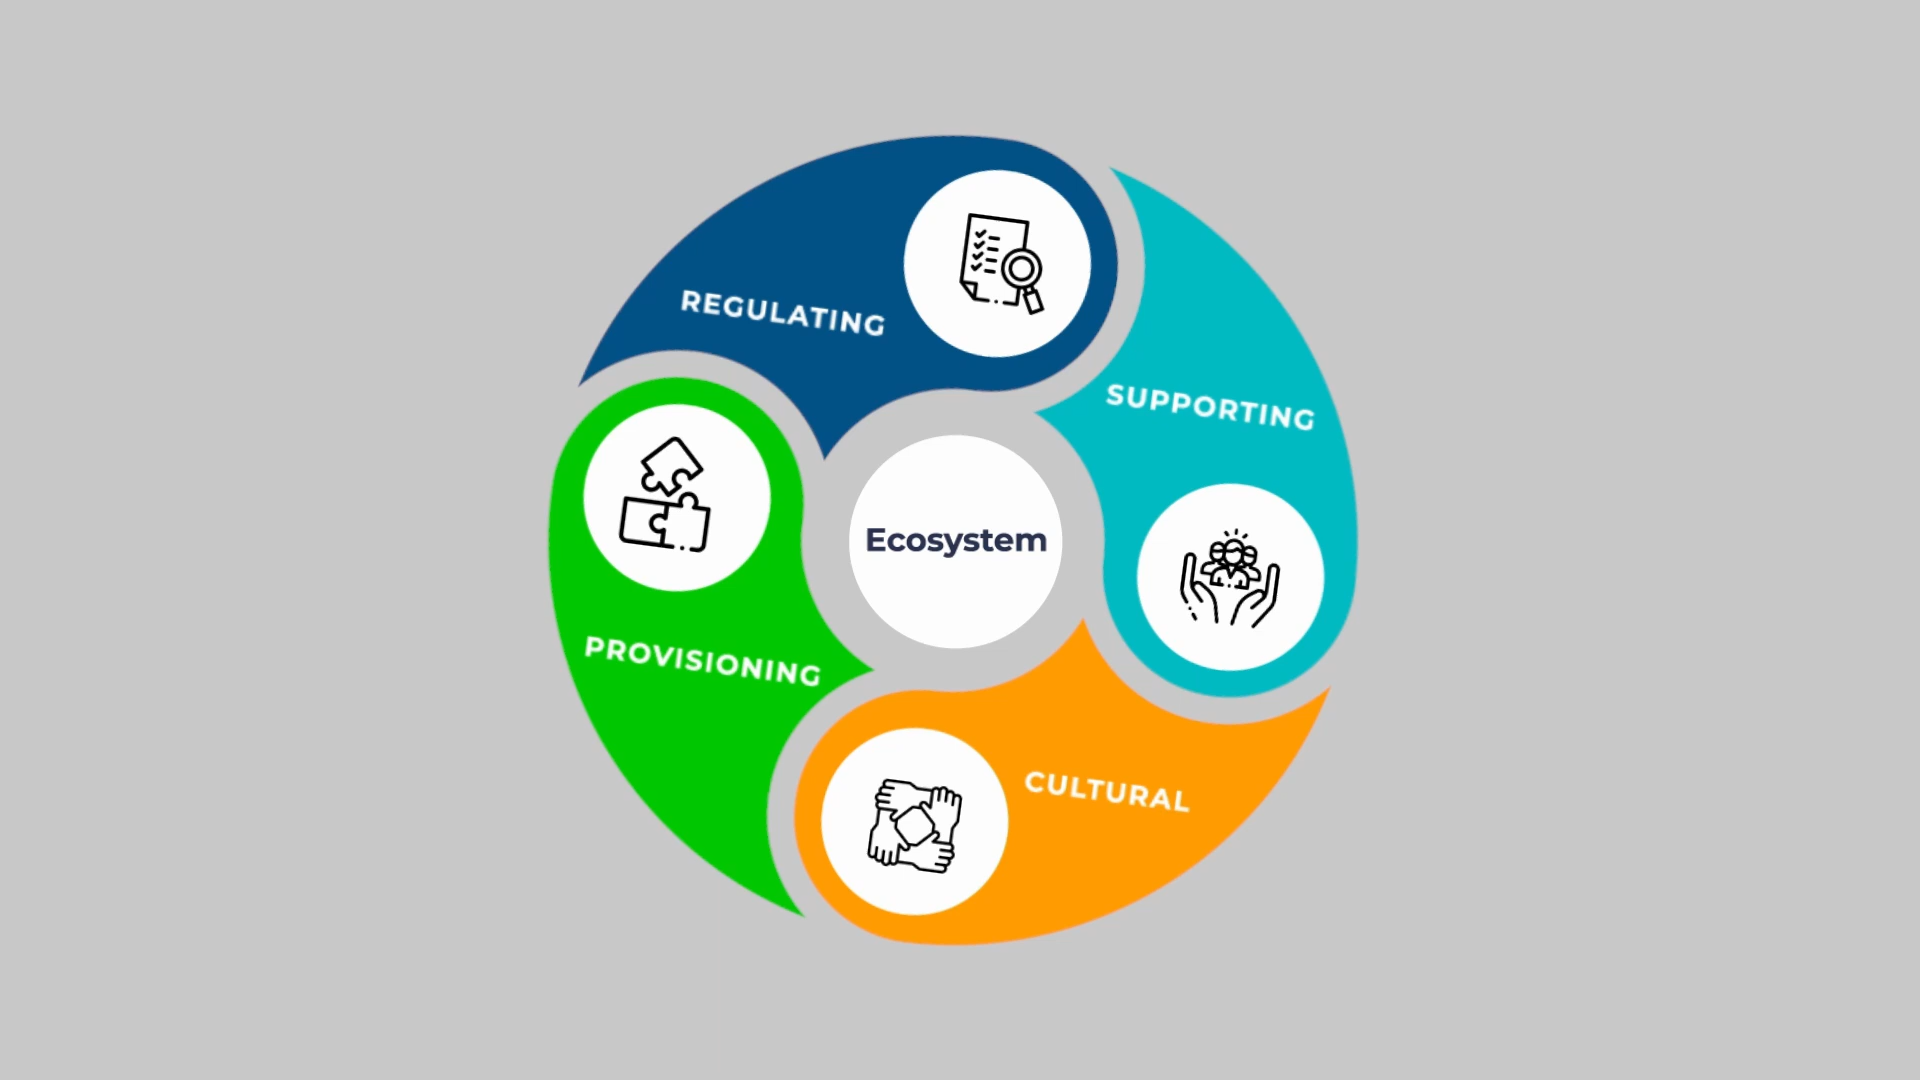 REGULATING
SUPPORTING
Ecosystem
PROVISIONING
CULTURAL